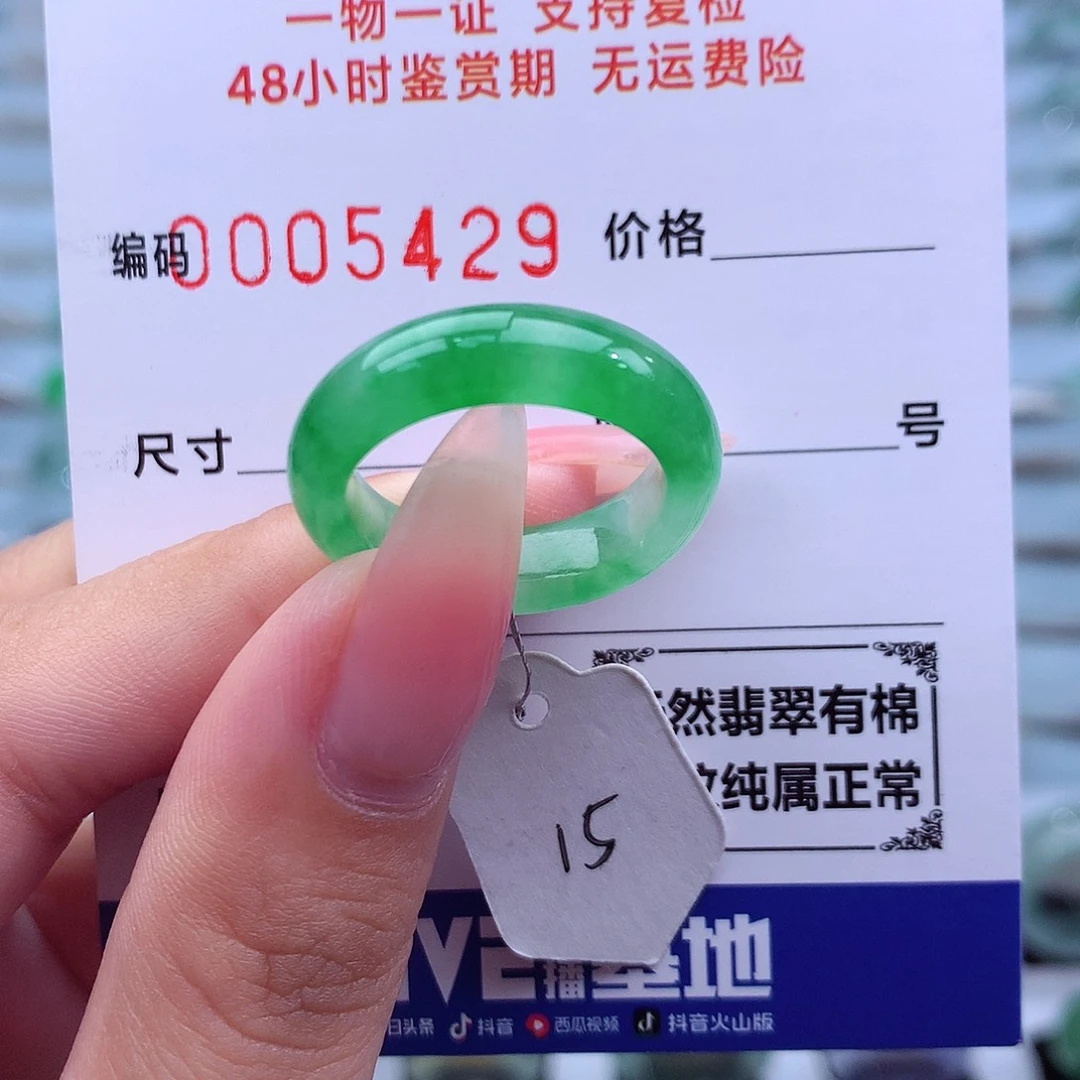 一物一证 支持复检
48小时鉴赏期 无运费险
编码0005429 价格
尺寸 号
然翡翠有棉
纯属正常
15
播基地
日头条 抖音 西瓜视频 抖音火山版